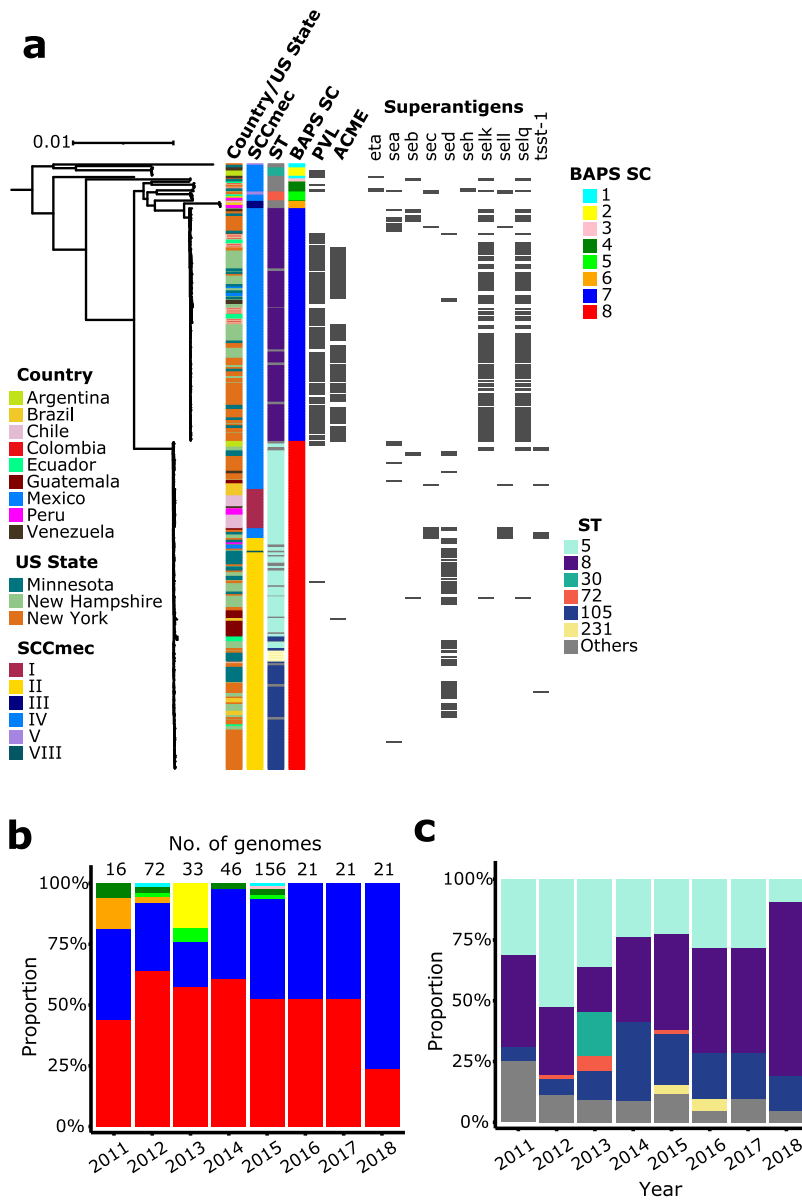 a
Country/US State
SCCmec
ST
BAPS SC
PVL
ACME
Superantigens
eta
sea
seb
sec
sed
seh
selk
sell
selq
tsst-1
0.01
BAPS SC
1
2
3
4
5
6
7
8
Country
Argentina
Brazil
Chile
Colombia
Ecuador
Guatemala
Mexico
Peru
Venezuela
US State
Minnesota
New Hampshire
New York
SCCmec
I
II
III
IV
V
VIII
ST
5
8
30
72
105
231
Others
b
No. of genomes
16 72 33 46 156 21 21 21
100%
75%
50%
25%
0%
Proportion
2011 2012 2013 2014 2015 2016 2017 2018
c
100%
75%
50%
25%
0%
Proportion
2011 2012 2013 2014 2015 2016 2017 2018
Year